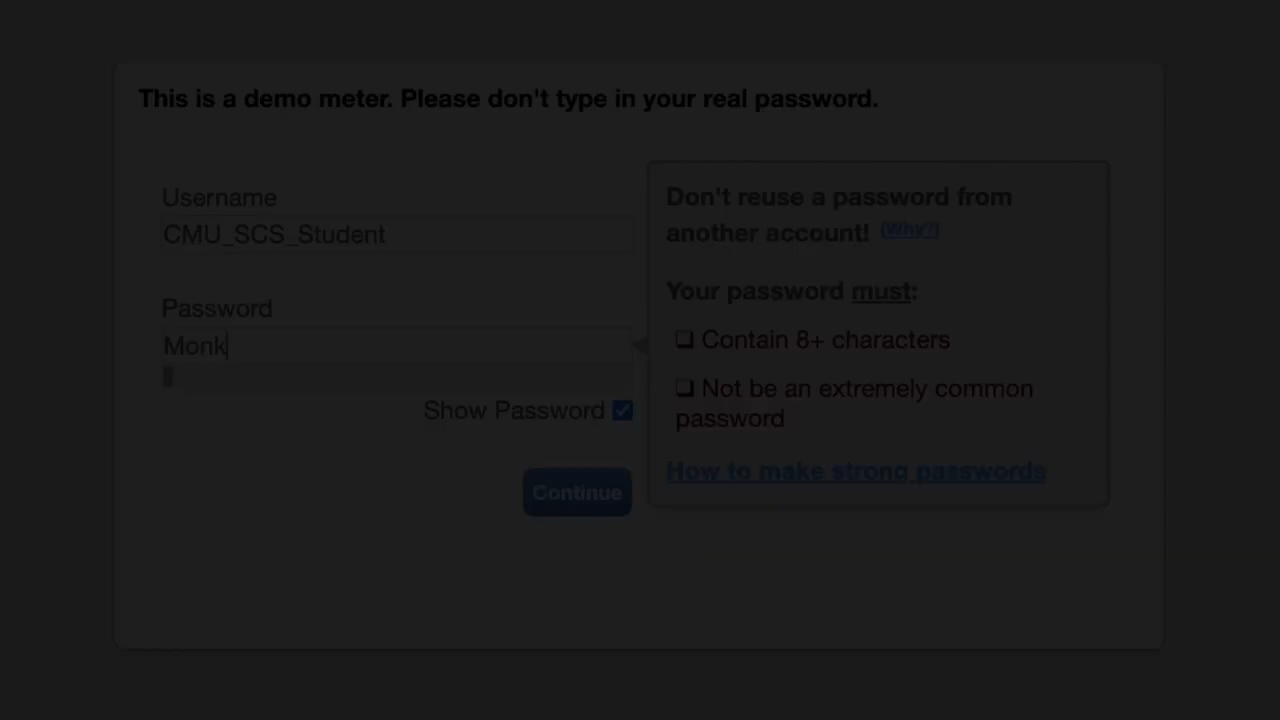 This is a demo meter. Please don't type in your real password.
Username
CMU_SCS_Student
Password
Monk
Show Password
Continue
Don't reuse a password from
another account! (Why?)
Your password must:
Contain 8+ characters
Not be an extremely common
password
How to make strong passwords